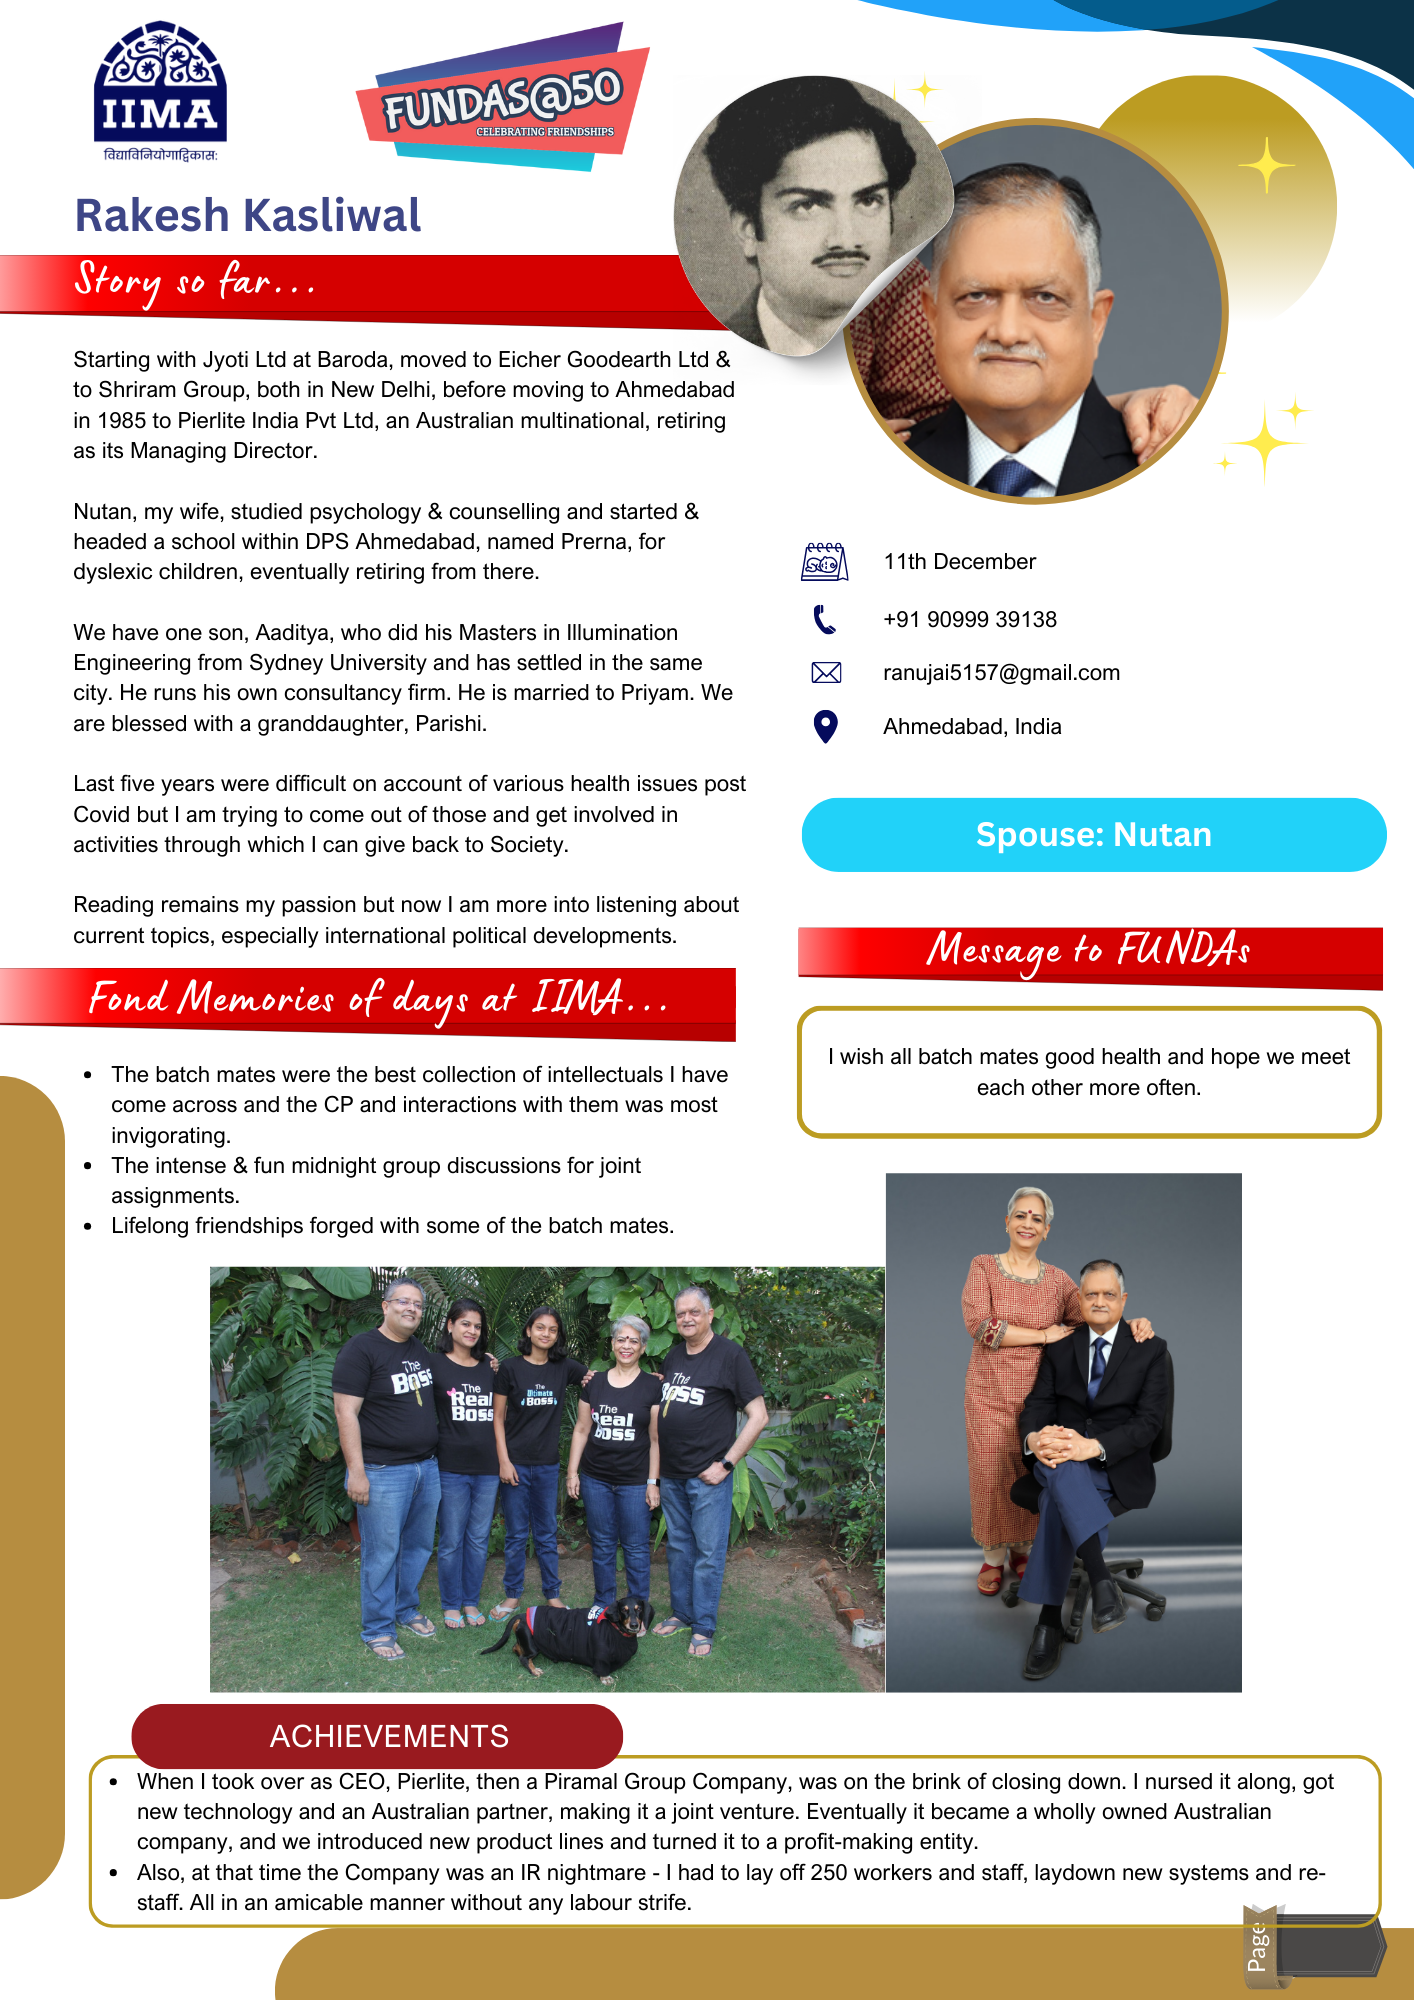 IIMA
विद्याविनियोगाद्विकास:
FUNDAS@50
CELEBRATING FRIENDSHIPS
Rakesh Kasliwal
Story so far...
Starting with Jyoti Ltd at Baroda, moved to Eicher Goodearth Ltd &
to Shriram Group, both in New Delhi, before moving to Ahmedabad
in 1985 to Pierlite India Pvt Ltd, an Australian multinational, retiring
as its Managing Director.
Nutan, my wife, studied psychology & counselling and started &
headed a school within DPS Ahmedabad, named Prerna, for
dyslexic children, eventually retiring from there.
We have one son, Aaditya, who did his Masters in Illumination
Engineering from Sydney University and has settled in the same
city. He runs his own consultancy firm. He is married to Priyam. We
are blessed with a granddaughter, Parishi.
Last five years were difficult on account of various health issues post
Covid but I am trying to come out of those and get involved in
activities through which I can give back to Society.
Reading remains my passion but now I am more into listening about
current topics, especially international political developments.
11th December
+91 90999 39138
ranujai5157@gmail.com
Ahmedabad, India
Spouse: Nutan
Message to FUNDAs
I wish all batch mates good health and hope we meet
each other more often.
Fond Memories of days at IIMA...
The batch mates were the best collection of intellectuals I have
come across and the CP and interactions with them was most
invigorating.
The intense & fun midnight group discussions for joint
assignments.
Lifelong friendships forged with some of the batch mates.
The
Boss
The
Real
Boss
The
Ultimate
Boss
The
Real
Boss
The
Boss
ACHIEVEMENTS
When I took over as CEO, Pierlite, then a Piramal Group Company, was on the brink of closing down. I nursed it along, got
new technology and an Australian partner, making it a joint venture. Eventually it became a wholly owned Australian
company, and we introduced new product lines and turned it to a profit-making entity.
Also, at that time the Company was an IR nightmare - I had to lay off 250 workers and staff, laydown new systems and re-
staff. All in an amicable manner without any labour strife.
Page